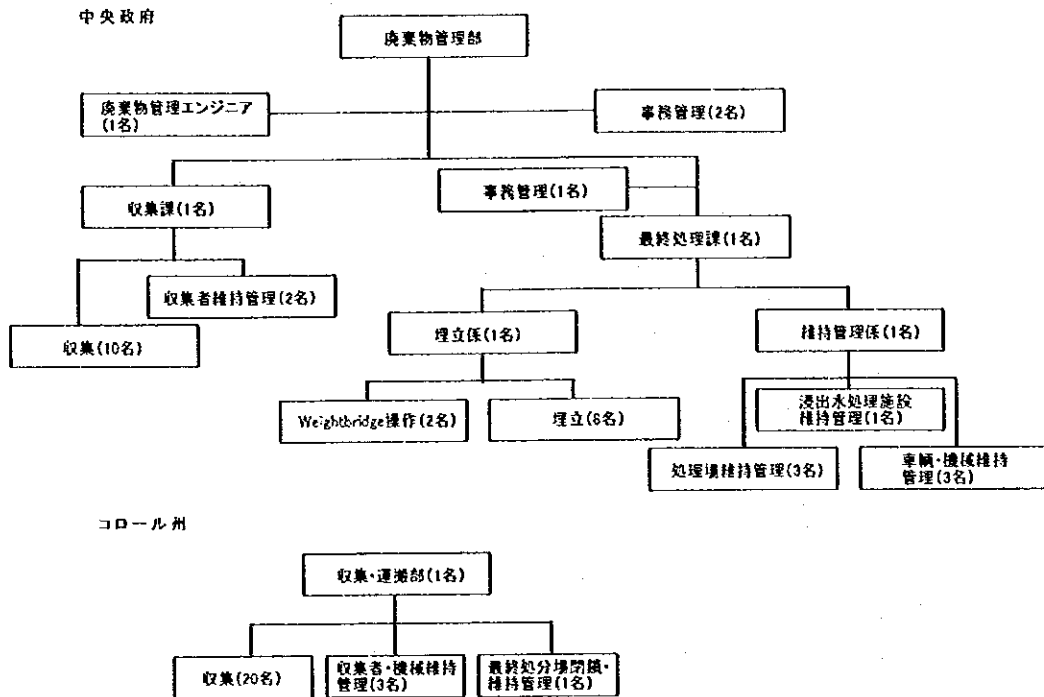 中央政府
廃棄物管理部
廃棄物管理エンジニア
(1名)
事務管理(2名)
事務管理(1名)
収集課(1名)
最終処理課(1名)
収集者維持管理(2名)
収集(10名)
埋立係(1名)
維持管理係(1名)
Weightbridge操作(2名)
埋立(6名)
浸出水処理施設
維持管理(1名)
処理場維持管理(3名)
車輌・機械維持
管理(3名)
コロール州
収集・運搬部(1名)
収集(20名)
収集者・機械維持
管理(3名)
最終処分場閉鎖・
維持管理(1名)